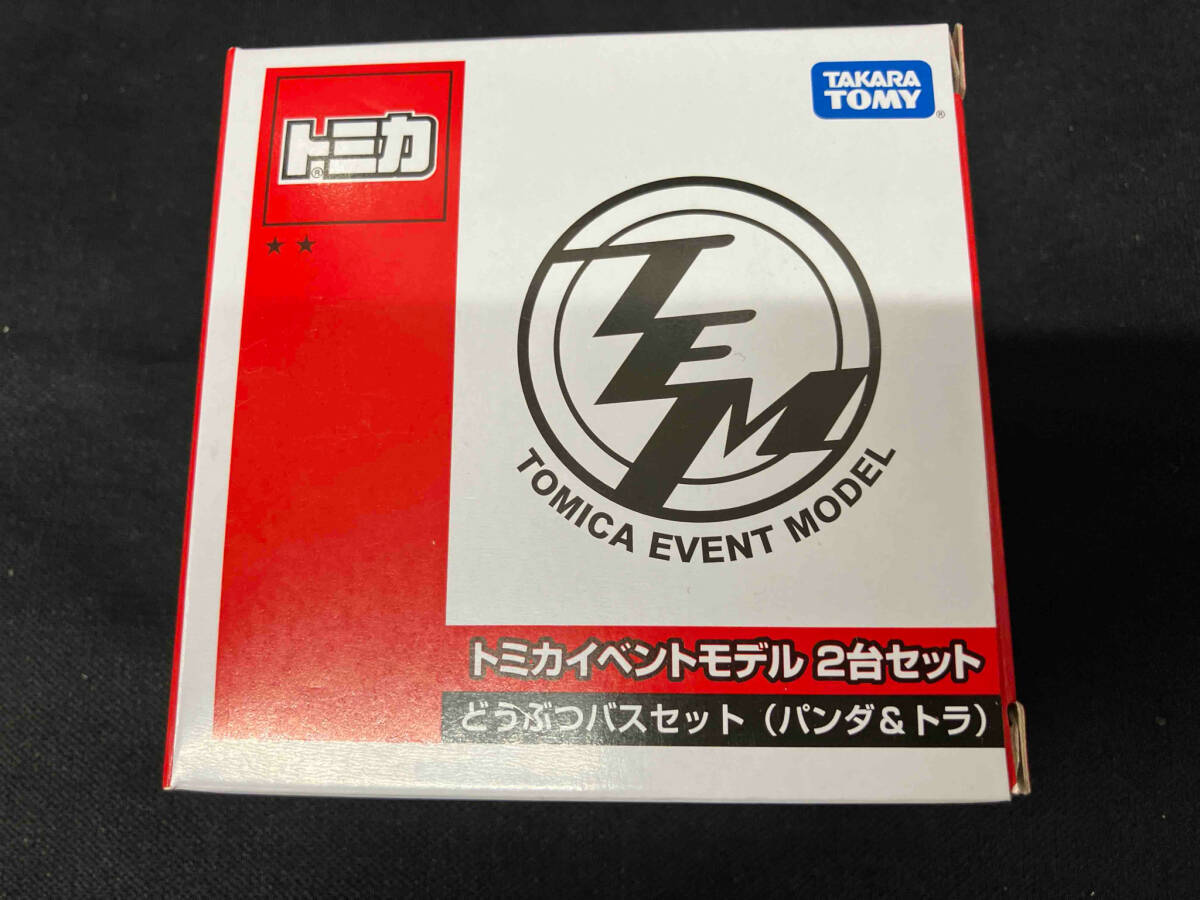 トミカ®
★★
TAKARA
TOMY®
TEM
TOMICA EVENT MODEL
トミカイベントモデル 2台セット
どうぶつバスセット（パンダ&トラ）